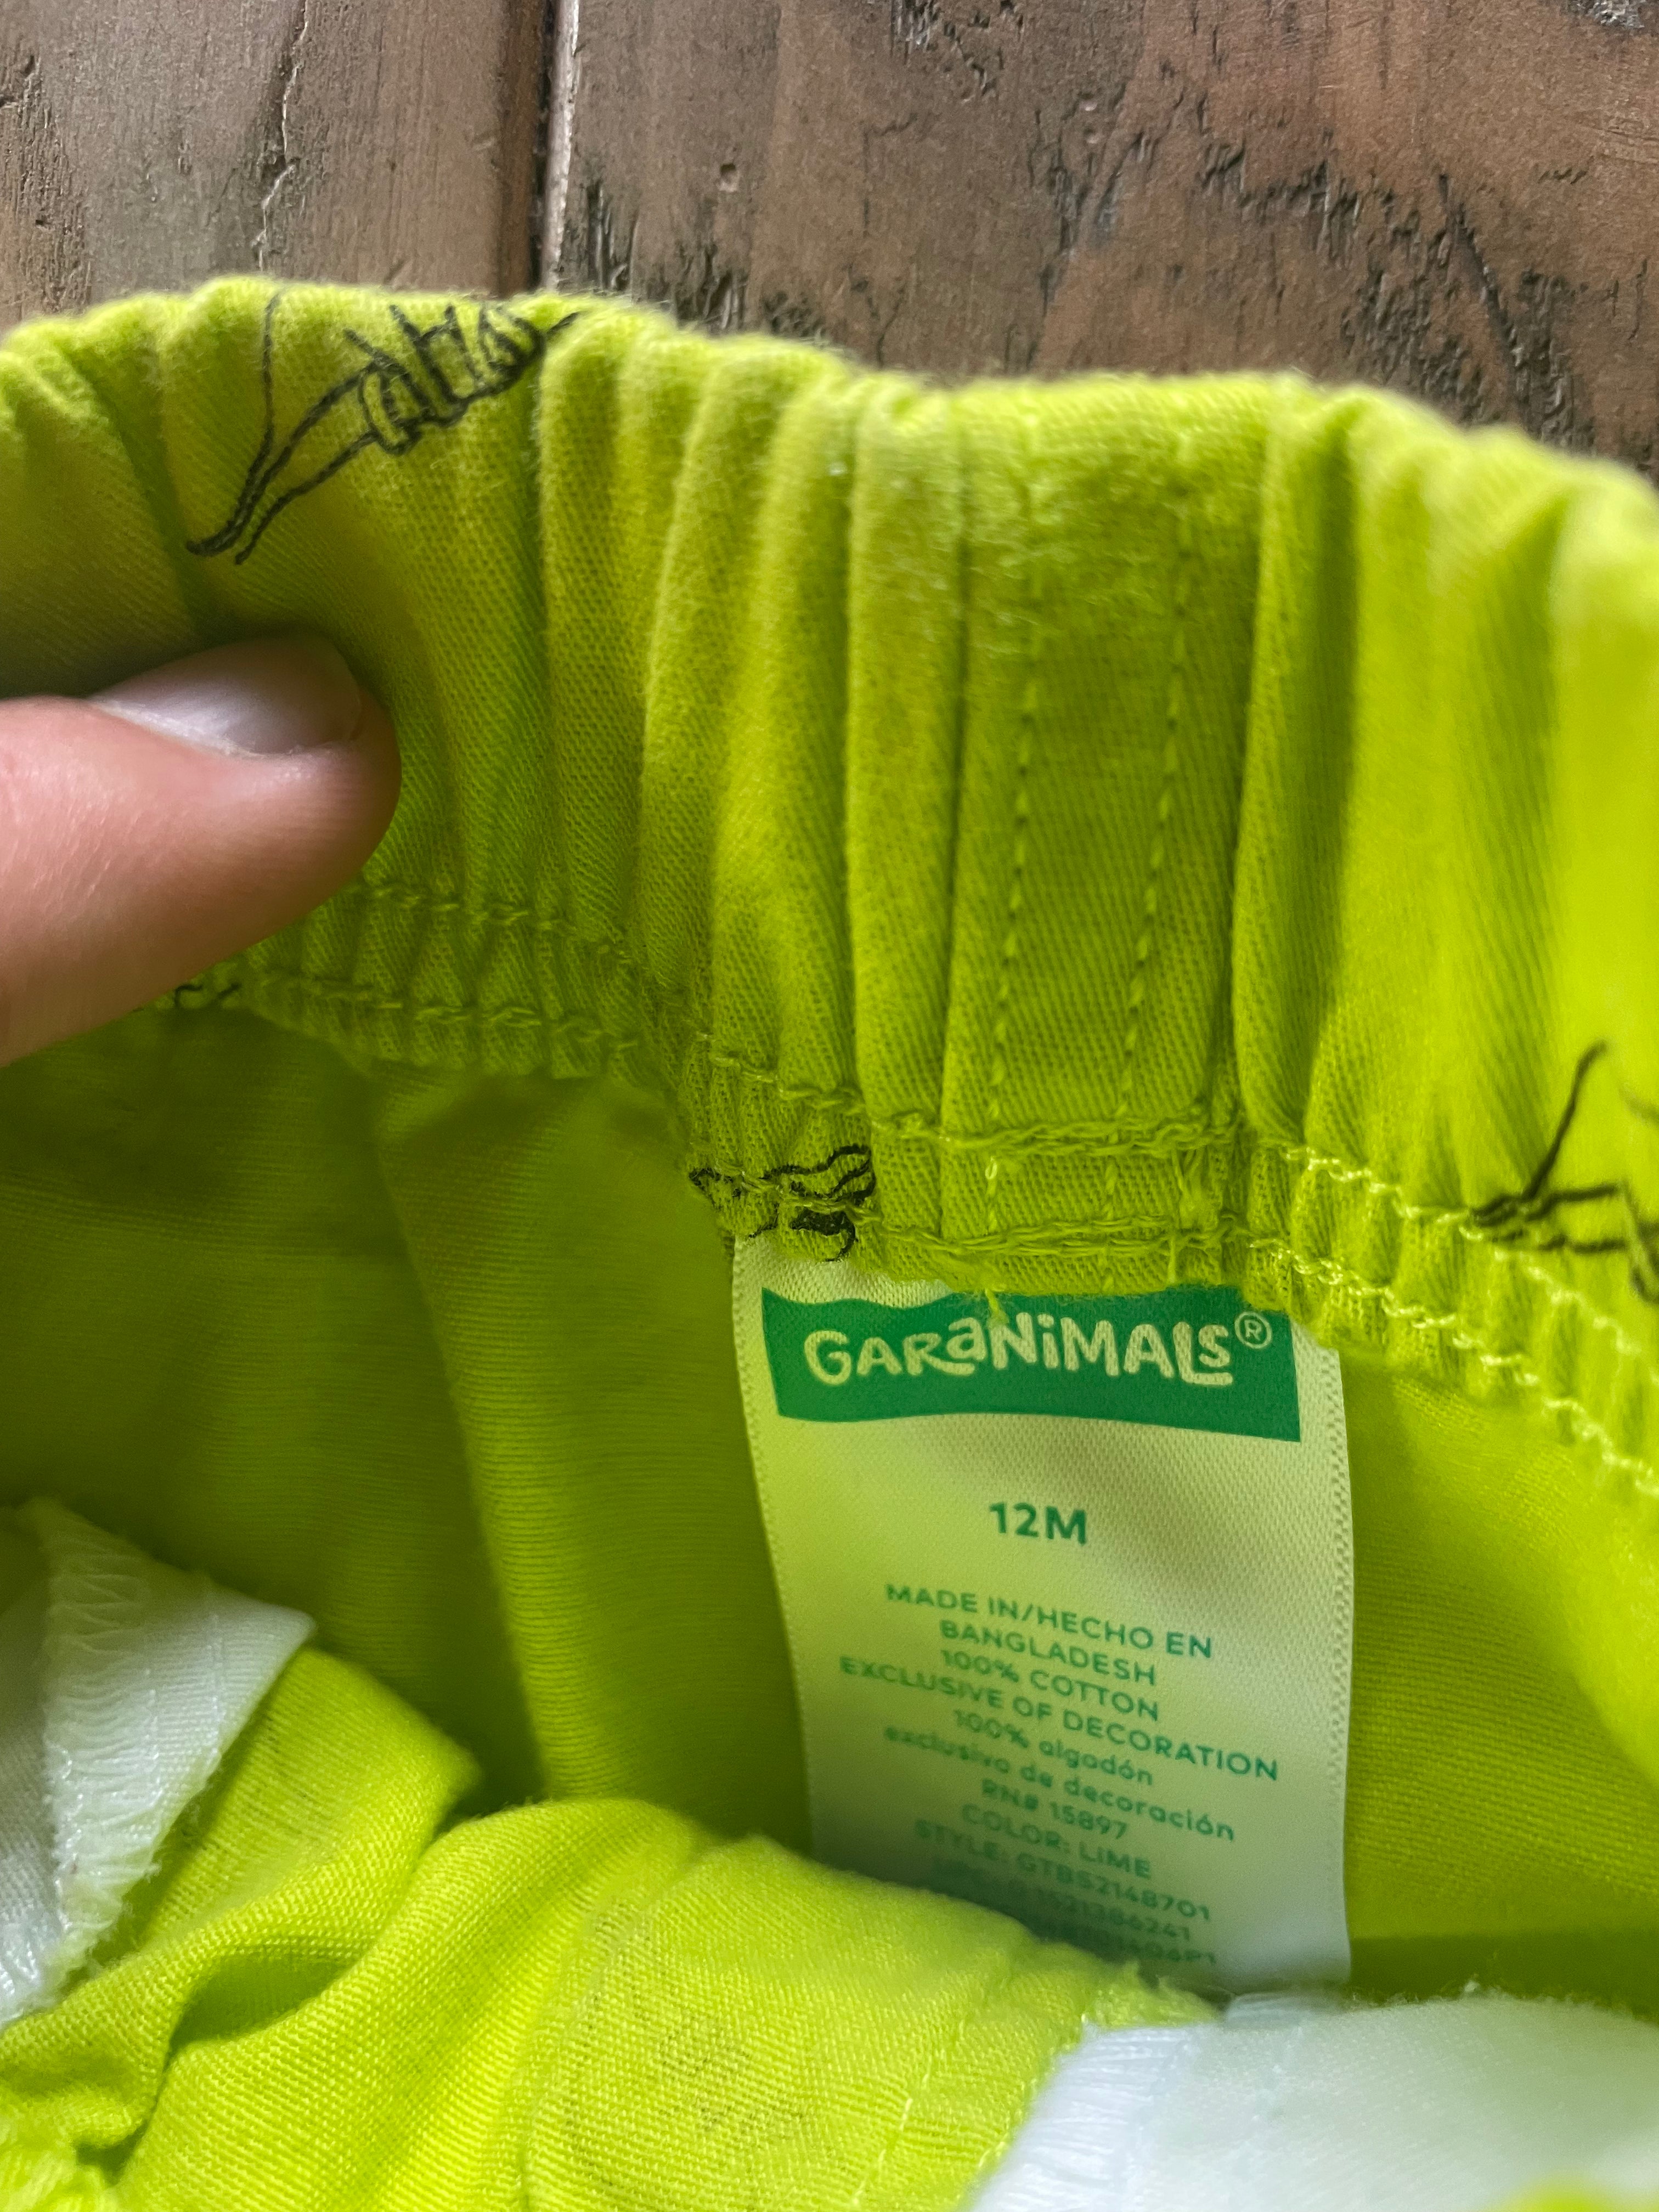 GARaNiMALS®
12M
MADE IN/HECHO EN
BANGLADESH
100% COTTON
EXCLUSIVE OF DECORATION
100% algodón
exclusivo de decoración
RN# 15897
COLOR: LIME
STYLE: GTBS2148701